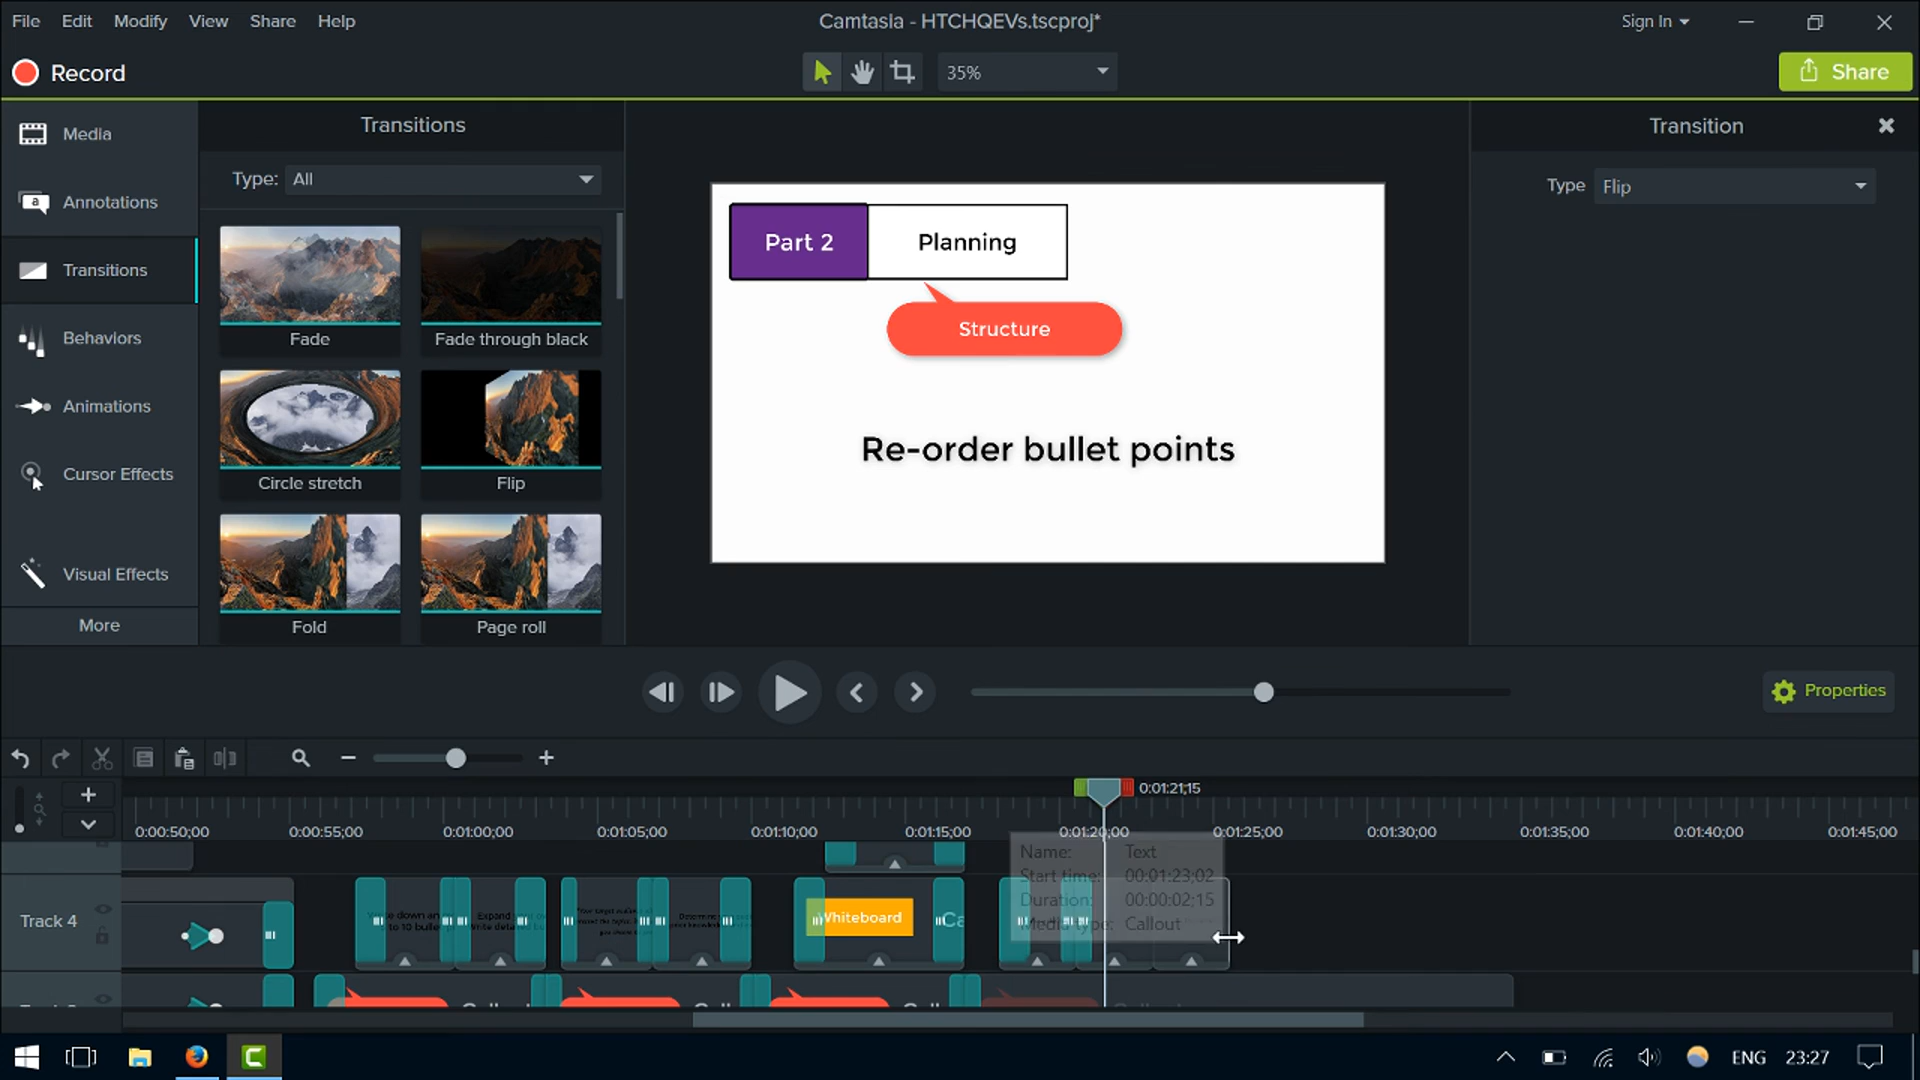 File Edit Modify View Share Help
Camtasia - HTCHQEVs.tscproj*
Sign In
Record
35%
Share
Media
Annotations
Transitions
Behaviors
Animations
Cursor Effects
Visual Effects
More
Transitions
Type: All
Fade
Fade through black
Circle stretch
Flip
Fold
Page roll
Part 2
Planning
Structure
Re-order bullet points
Transition
Type Flip
Properties
0:01:21;15
0:00:50;00 0:00:55;00 0:01:00;00 0:01:05;00 0:01:10;00 0:01:15;00 0:01:20;00 0:01:25;00 0:01:30;00 0:01:35;00 0:01:40;00 0:01:45;00
Name: Text
Start time: 00:01:23;02
Duration: 00:00:02;15
Media type: Callout
Track 4
Whiteboard
Ca
ENG 23:27